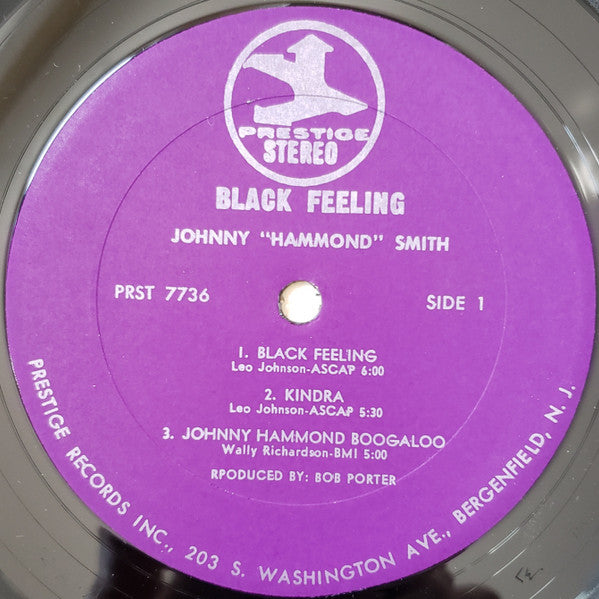 PRESTIGE
STEREO
BLACK FEELING
JOHNNY "HAMMOND" SMITH
PRST 7736
SIDE 1
1. BLACK FEELING
Leo Johnson-ASCAP 6:00
2. KINDRA
Leo Johnson-ASCAP 5:30
3. JOHNNY HAMMOND BOOGALOO
Wally Richardson-BMI 5:00
RPODUCED BY: BOB PORTER
PRESTIGE RECORDS INC., 203 S. WASHINGTON AVE., BERGENFIELD, N. J.